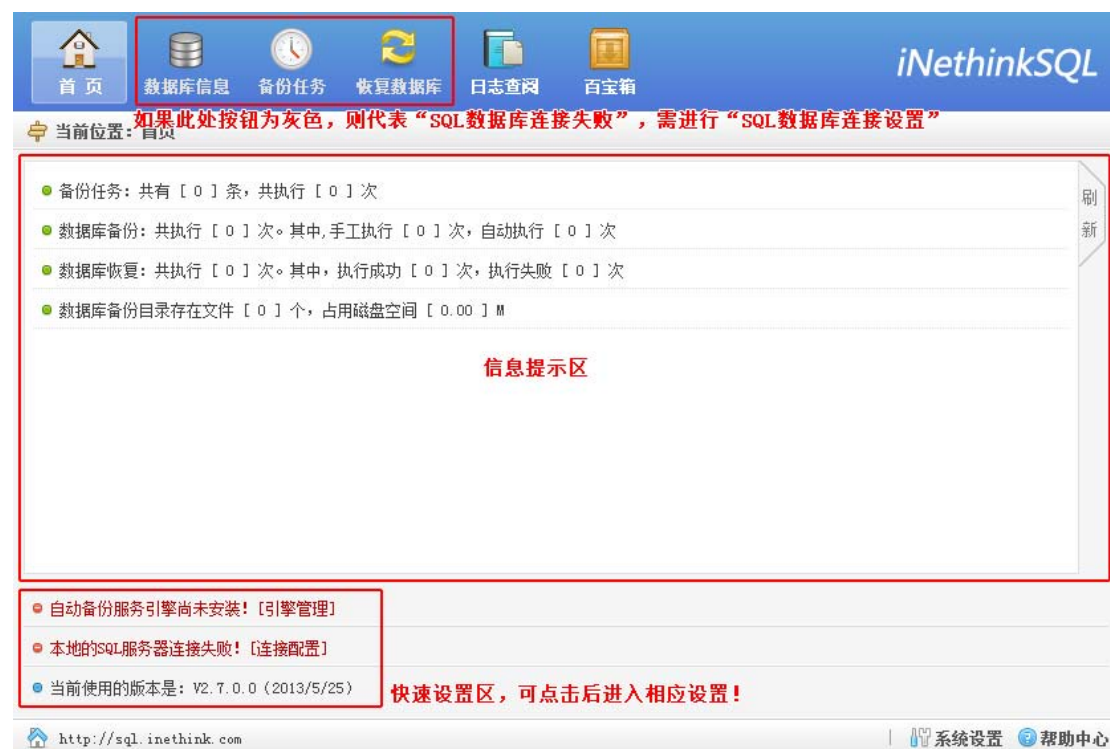 iNethinkSQL
首 页
数据库信息
备份任务
恢复数据库
日志查阅
百宝箱
如果此处按钮为灰色，则代表“SQL数据库连接失败”，需进行“SQL数据库连接设置”
当前位置：首页
备份任务：共有 [ 0 ] 条，共执行 [ 0 ] 次
数据库备份：共执行 [ 0 ] 次。其中,手工执行 [ 0 ] 次，自动执行 [ 0 ] 次
数据库恢复：共执行 [ 0 ] 次。其中，执行成功 [ 0 ] 次，执行失败 [ 0 ] 次
数据库备份目录存在文件 [ 0 ] 个，占用磁盘空间 [ 0.00 ] M
刷
新
信息提示区
自动备份服务引擎尚未安装！[引擎管理]
本地的SQL服务器连接失败！[连接配置]
当前使用的版本是：V2.7.0.0 (2013/5/25)
快速设置区，可点击后进入相应设置！
http://sql.inethink.com
系统设置
帮助中心